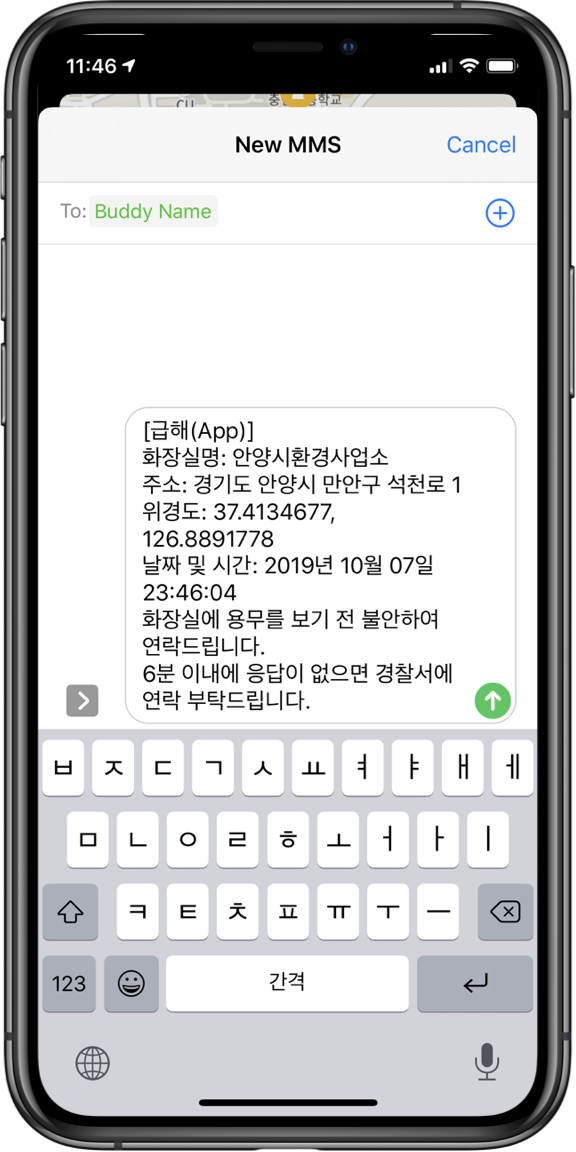 11:46
CU
New MMS
Cancel
To: Buddy Name
[급해(App)]
화장실명: 안양시환경사업소
주소: 경기도 안양시 만안구 석천로 1
위경도: 37.4134677,
126.8891778
날짜 및 시간: 2019년 10월 07일
23:46:04
화장실에 용무를 보기 전 불안하여
연락드립니다.
6분 이내에 응답이 없으면 경찰서에
연락 부탁드립니다.
ㅂ ㅈ ㄷ ㄱ ㅅ ㅛ ㅕ ㅑ ㅐ ㅔ
ㅁ ㄴ ㅇ ㄹ ㅎ ㅗ ㅓ ㅏ ㅣ
ㅋ ㅌ ㅊ ㅍ ㅠ ㅜ ㅡ
123
간격